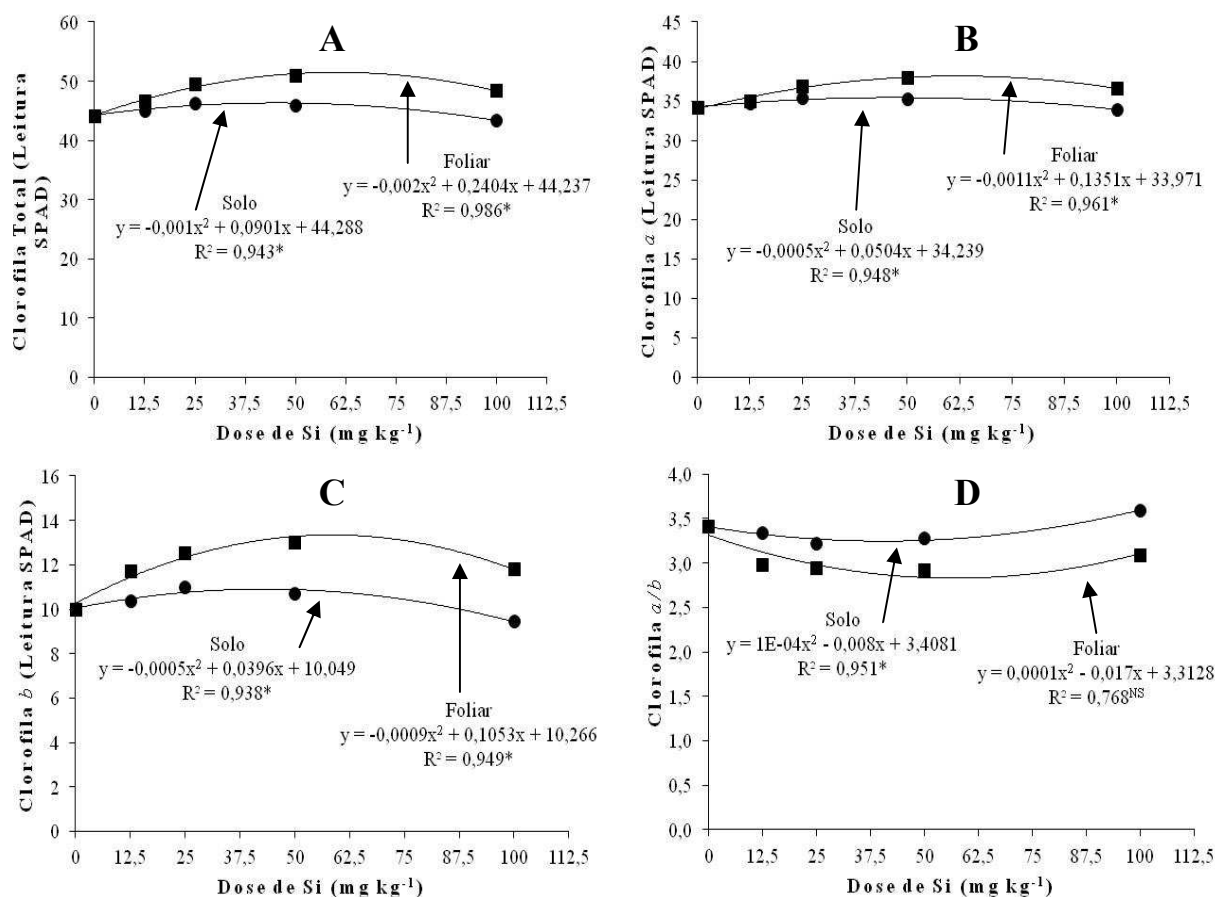 A
Clorofila Total (Leitura
SPAD)
60
50
40
30
20
10
0
Foliar
y = -0,002x² + 0,2404x + 44,237
R² = 0,986*
Solo
y = -0,001x² + 0,0901x + 44,288
R² = 0,943*
0 12,5 25 37,5 50 62,5 75 87,5 100 112,5
Dose de Si (mg kg⁻¹)
B
Clorofila a (Leitura SPAD)
45
40
35
30
25
20
15
10
5
0
Foliar
y = -0,0011x² + 0,1351x + 33,971
R² = 0,961*
Solo
y = -0,0005x² + 0,0504x + 34,239
R² = 0,948*
0 12,5 25 37,5 50 62,5 75 87,5 100 112,5
Dose de Si (mg kg⁻¹)
C
Clorofila b (Leitura SPAD)
16
14
12
10
8
6
4
2
0
Solo
y = -0,0005x² + 0,0396x + 10,049
R² = 0,938*
Foliar
y = -0,0009x² + 0,1053x + 10,266
R² = 0,949*
0 12,5 25 37,5 50 62,5 75 87,5 100 112,5
Dose de Si (mg kg⁻¹)
D
Clorofila a/b
4,0
3,5
3,0
2,5
2,0
1,5
1,0
0,5
0,0
Solo
y = 1E-04x² - 0,008x + 3,4081
R² = 0,951*
Foliar
y = 0,0001x² - 0,017x + 3,3128
R² = 0,768ᴺˢ
0 12,5 25 37,5 50 62,5 75 87,5 100 112,5
Dose de Si (mg kg⁻¹)